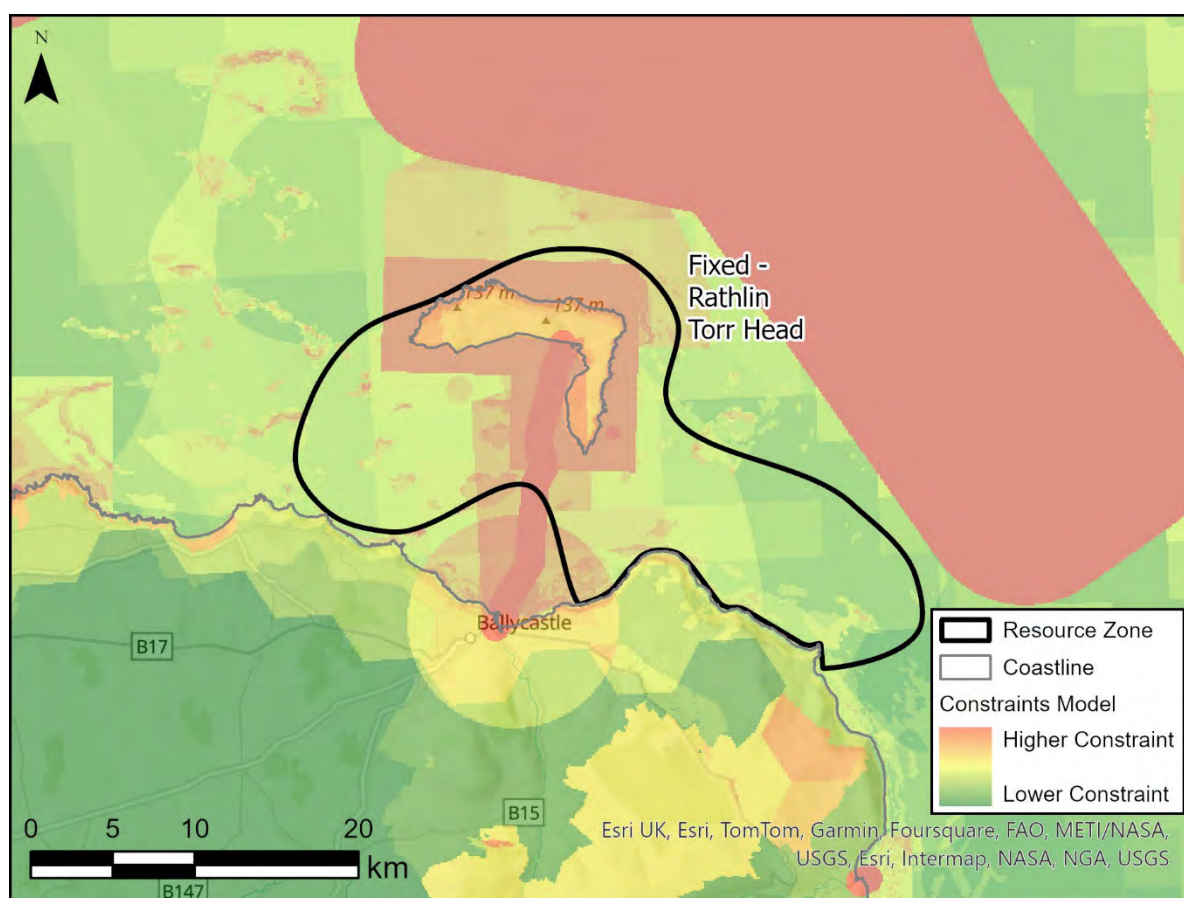 N
137 m
137 m
Fixed -
Rathlin
Torr Head
Ballycastle
B17
B15
B147
0 5 10 20
km
Resource Zone
Coastline
Constraints Model
Higher Constraint
Lower Constraint
Esri UK, Esri, TomTom, Garmin, Foursquare, FAO, METI/NASA,
USGS, Esri, Intermap, NASA, NGA, USGS